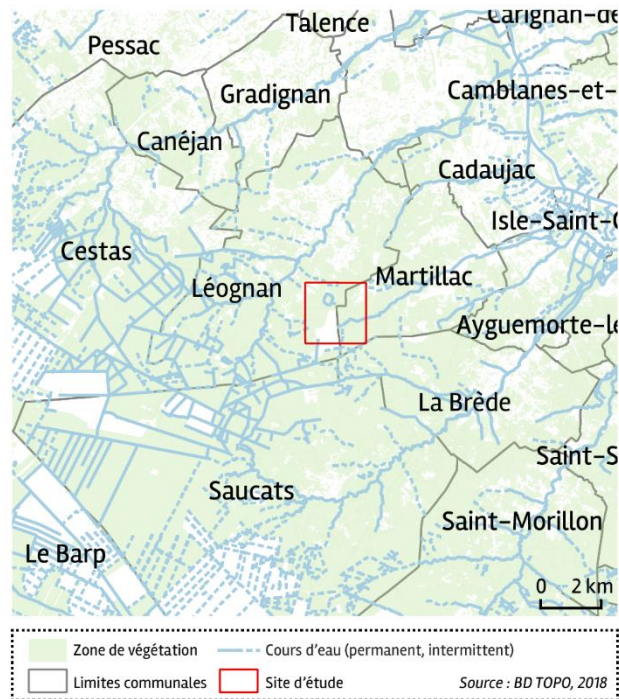 Talence
Carignan-de
Pessac
Gradignan
Camblanes-et-
Canéjan
Cadaujac
Isle-Saint-G
Cestas
Martillac
Léognan
Ayguemorte-le
La Brède
Saint-S
Saucats
Saint-Morillon
Le Barp
0 2 km
Zone de végétation Cours d'eau (permanent, intermittent)
Limites communales Site d'étude Source : BD TOPO, 2018